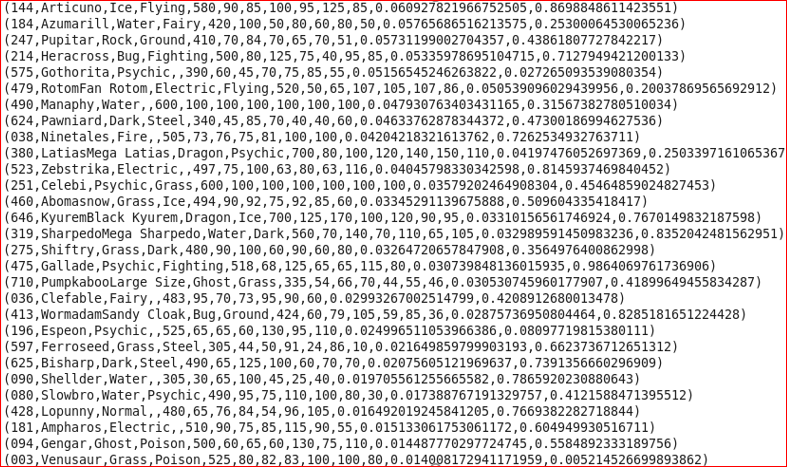 (144,Articuno,Ice,Flying,580,90,85,100,95,125,85,0.060927821966752505,0.8698848611423551)
(184,Azumarill,Water,Fairy,420,100,50,80,60,80,50,0.05765686516213575,0.25300064530065236)
(247,Pupitar,Rock,Ground,410,70,84,70,65,70,51,0.05731199002704357,0.43861807727842217)
(214,Heracross,Bug,Fighting,500,80,125,75,40,95,85,0.05335978695104715,0.7127949421200133)
(575,Gothorita,Psychic,,390,60,45,70,75,85,55,0.05156545246263822,0.027265093539080354)
(479,RotomFan Rotom,Electric,Flying,520,50,65,107,105,107,86,0.050539096029439956,0.20037869565692912)
(490,Manaphy,Water,,600,100,100,100,100,100,100,0.047930763403431165,0.31567382780510034)
(624,Pawniard,Dark,Steel,340,45,85,70,40,40,60,0.04633762878344372,0.47300186994627536)
(038,Ninetales,Fire,,505,73,76,75,81,100,100,0.04204218321613762,0.7262534932763711)
(380,LatiasMega Latias,Dragon,Psychic,700,80,100,120,140,150,110,0.04197476052697369,0.2503397161065367
(523,Zebstrika,Electric,,497,75,100,63,80,63,116,0.04045798330342598,0.8145937469840452)
(251,Celebi,Psychic,Grass,600,100,100,100,100,100,100,0.03579202464908304,0.45464859024827453)
(460,Abomasnow,Grass,Ice,494,90,92,75,92,85,60,0.03345291139675888,0.509604335418417)
(646,KyuremBlack Kyurem,Dragon,Ice,700,125,170,100,120,90,95,0.03310156561746924,0.7670149832187598)
(319,SharpedoMega Sharpedo,Water,Dark,560,70,140,70,110,65,105,0.032989591450983236,0.8352042481562951)
(275,Shiftry,Grass,Dark,480,90,100,60,90,60,80,0.03264720657847908,0.3564976400862998)
(475,Gallade,Psychic,Fighting,518,68,125,65,65,115,80,0.030739848136015935,0.9864069761736906)
(710,PumpkabooLarge Size,Ghost,Grass,335,54,66,70,44,55,46,0.030530745960177907,0.41899649455834287)
(036,Clefable,Fairy,,483,95,70,73,95,90,60,0.02993267002514799,0.4208912680013478)
(413,WormadamSandy Cloak,Bug,Ground,424,60,79,105,59,85,36,0.02875736950804464,0.8285181651224428)
(196,Espeon,Psychic,,525,65,65,60,130,95,110,0.024996511053966386,0.08097719815380111)
(597,Ferroseed,Grass,Steel,305,44,50,91,24,86,10,0.021649859799903193,0.6623736712651312)
(625,Bisharp,Dark,Steel,490,65,125,100,60,70,70,0.02075605121969637,0.7391356660296909)
(090,Shellder,Water,,305,30,65,100,45,25,40,0.019705561255665582,0.7865920230880643)
(080,Slowbro,Water,Psychic,490,95,75,110,100,80,30,0.017388767191329757,0.4121588471395512)
(428,Lopunny,Normal,,480,65,76,84,54,96,105,0.016492019245841205,0.7669382282718844)
(181,Ampharos,Electric,,510,90,75,85,115,90,55,0.015133061753061172,0.604949930516711)
(094,Gengar,Ghost,Poison,500,60,65,60,130,75,110,0.014487770297724745,0.5584892333189756)
(003,Venusaur,Grass,Poison,525,80,82,83,100,100,80,0.014008172941171959,0.005214526699893862)